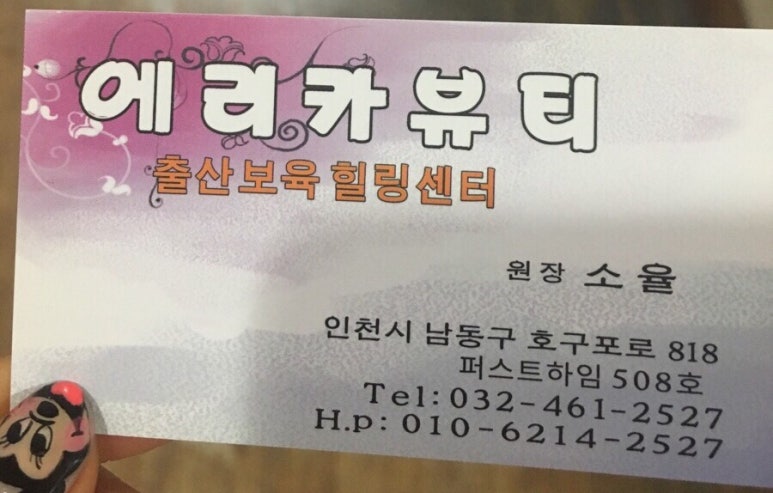 에리카뷰티
출산보육 힐링센터
원장 소율
인천시 남동구 호구포로 818
퍼스트하임 508호
Tel: 032-461-2527
H.p: 010-6214-2527